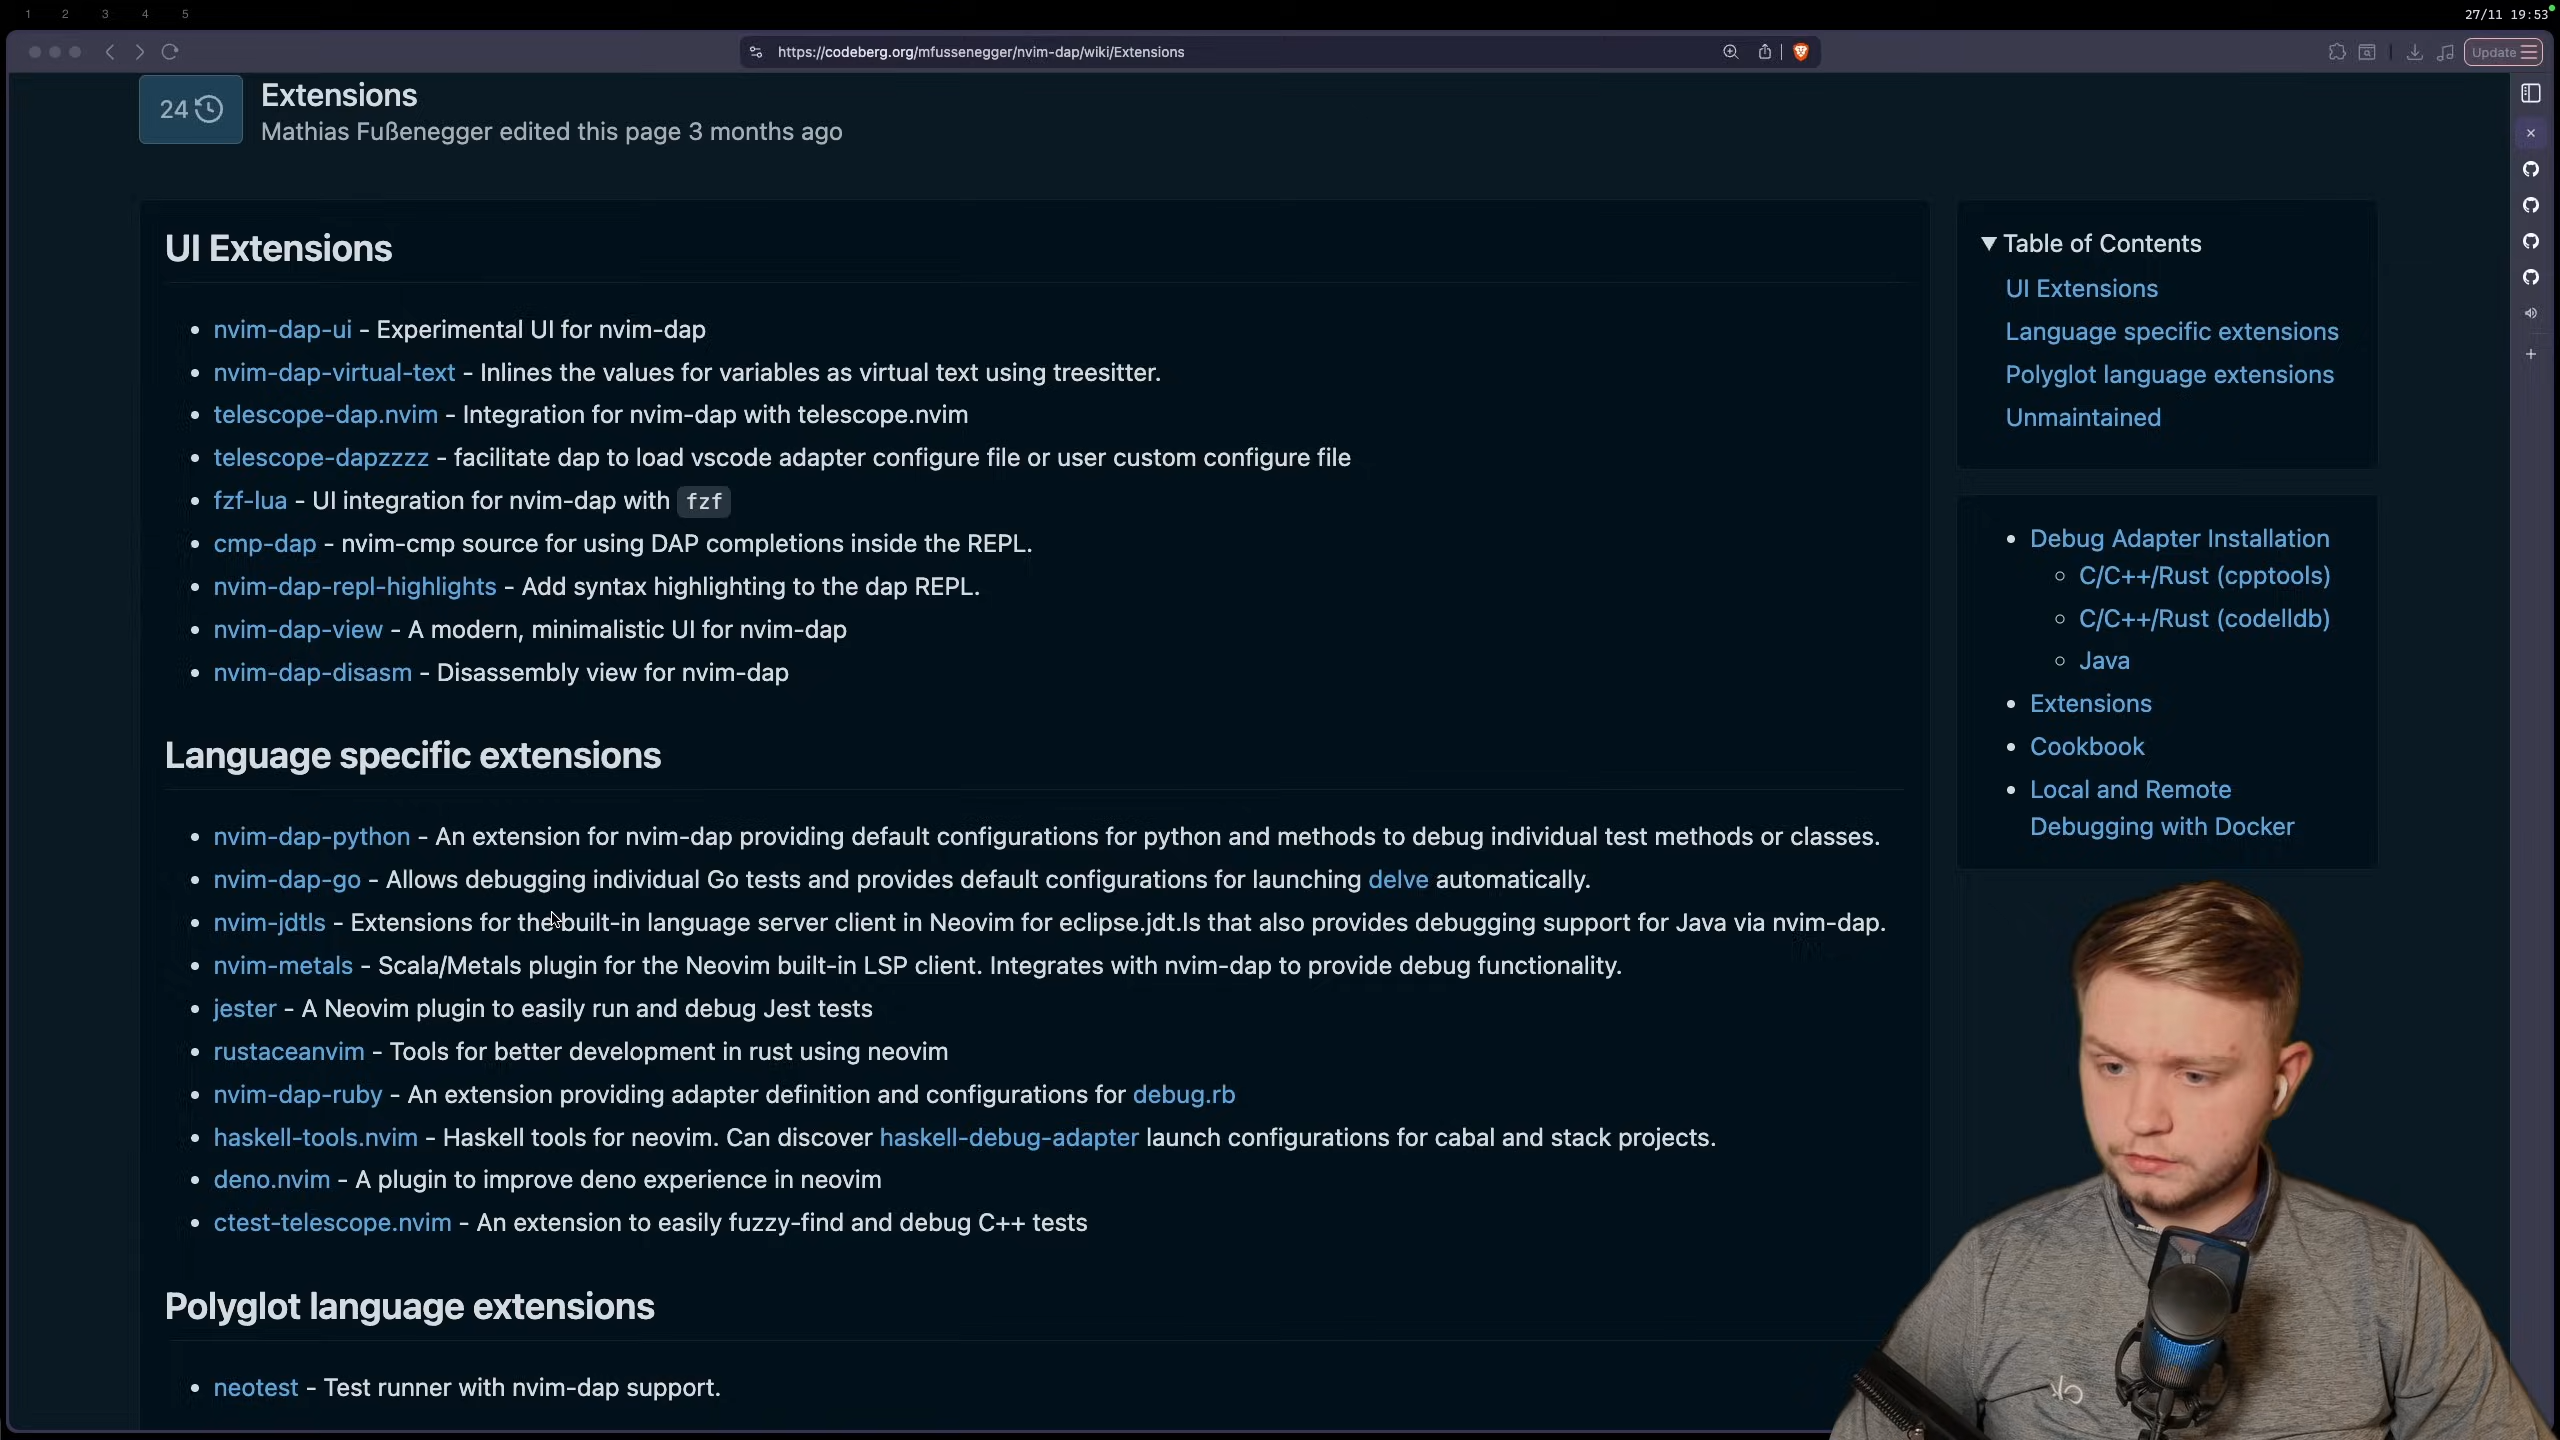 1 2 3 4 5
27/11 19:53
https://codeberg.org/mfussenegger/nvim-dap/wiki/Extensions
Update
24
Extensions
Mathias Fußenegger edited this page 3 months ago
UI Extensions
nvim-dap-ui - Experimental UI for nvim-dap
nvim-dap-virtual-text - Inlines the values for variables as virtual text using treesitter.
telescope-dap.nvim - Integration for nvim-dap with telescope.nvim
telescope-dapzzzz - facilitate dap to load vscode adapter configure file or user custom configure file
fzf-lua - UI integration for nvim-dap with fzf
cmp-dap - nvim-cmp source for using DAP completions inside the REPL.
nvim-dap-repl-highlights - Add syntax highlighting to the dap REPL.
nvim-dap-view - A modern, minimalistic UI for nvim-dap
nvim-dap-disasm - Disassembly view for nvim-dap
Language specific extensions
nvim-dap-python - An extension for nvim-dap providing default configurations for python and methods to debug individual test methods or classes.
nvim-dap-go - Allows debugging individual Go tests and provides default configurations for launching delve automatically.
nvim-jdtls - Extensions for the built-in language server client in Neovim for eclipse.jdt.ls that also provides debugging support for Java via nvim-dap.
nvim-metals - Scala/Metals plugin for the Neovim built-in LSP client. Integrates with nvim-dap to provide debug functionality.
jester - A Neovim plugin to easily run and debug Jest tests
rustaceanvim - Tools for better development in rust using neovim
nvim-dap-ruby - An extension providing adapter definition and configurations for debug.rb
haskell-tools.nvim - Haskell tools for neovim. Can discover haskell-debug-adapter launch configurations for cabal and stack projects.
deno.nvim - A plugin to improve deno experience in neovim
ctest-telescope.nvim - An extension to easily fuzzy-find and debug C++ tests
Polyglot language extensions
neotest - Test runner with nvim-dap support.
Table of Contents
UI Extensions
Language specific extensions
Polyglot language extensions
Unmaintained
Debug Adapter Installation
C/C++/Rust (cpptools)
C/C++/Rust (codelldb)
Java
Extensions
Cookbook
Local and Remote
Debugging with Docker